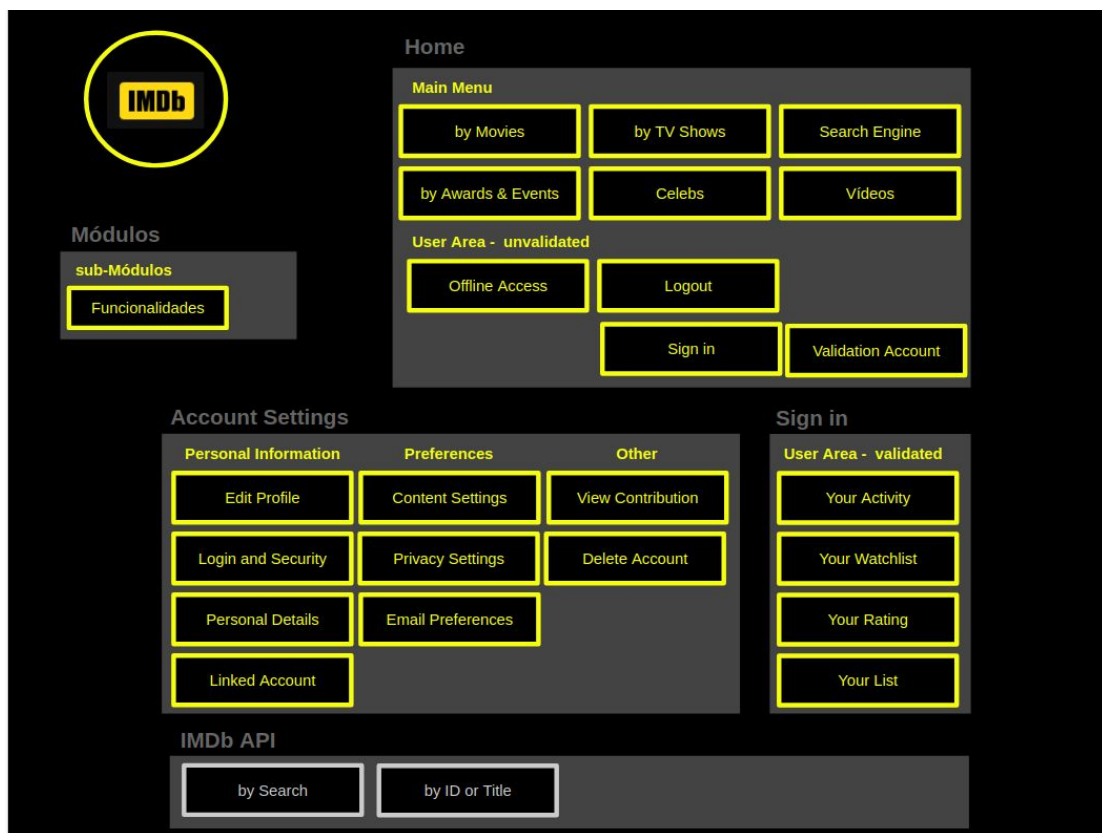 IMDb
Home
Main Menu
by Movies
by TV Shows
Search Engine
by Awards & Events
Celebs
Vídeos
User Area - unvalidated
Offline Access
Logout
Sign in
Validation Account
Módulos
sub-Módulos
Funcionalidades
Account Settings
Personal Information
Preferences
Other
Edit Profile
Content Settings
View Contribution
Login and Security
Privacy Settings
Delete Account
Personal Details
Email Preferences
Linked Account
Sign in
User Area - validated
Your Activity
Your Watchlist
Your Rating
Your List
IMDb API
by Search
by ID or Title